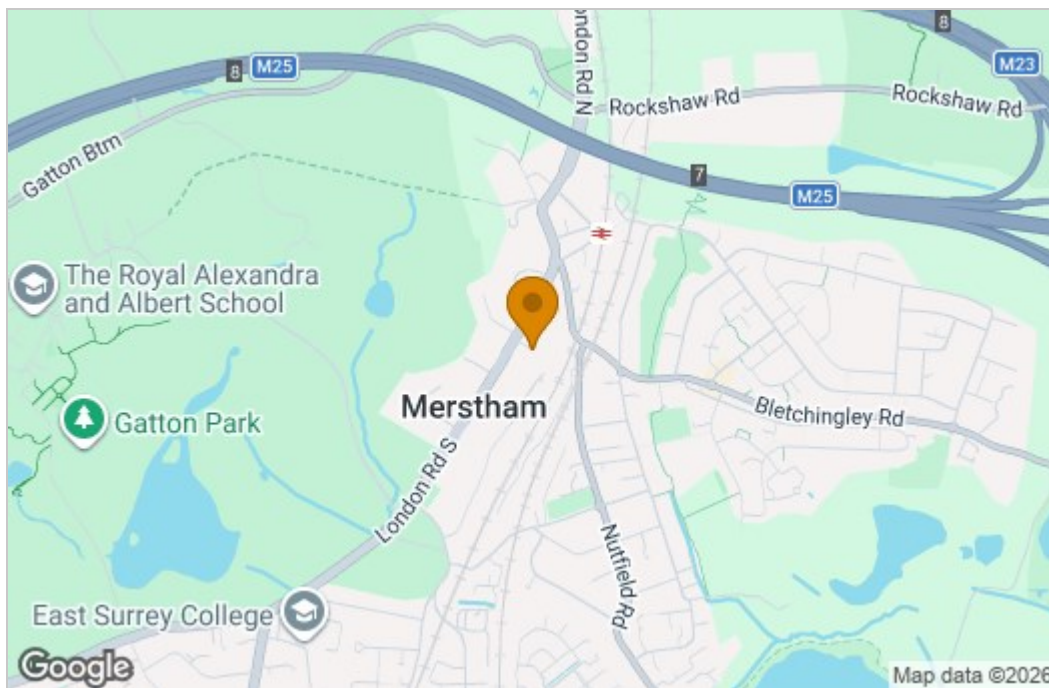 8
M25
London Rd N
8
M23
Rockshaw Rd
Rockshaw Rd
Gatton Btm
7
M25
The Royal Alexandra
and Albert School
Merstham
Gatton Park
Bletchingley Rd
London Rd S
Nutfield Rd
East Surrey College
Google
Map data ©2026